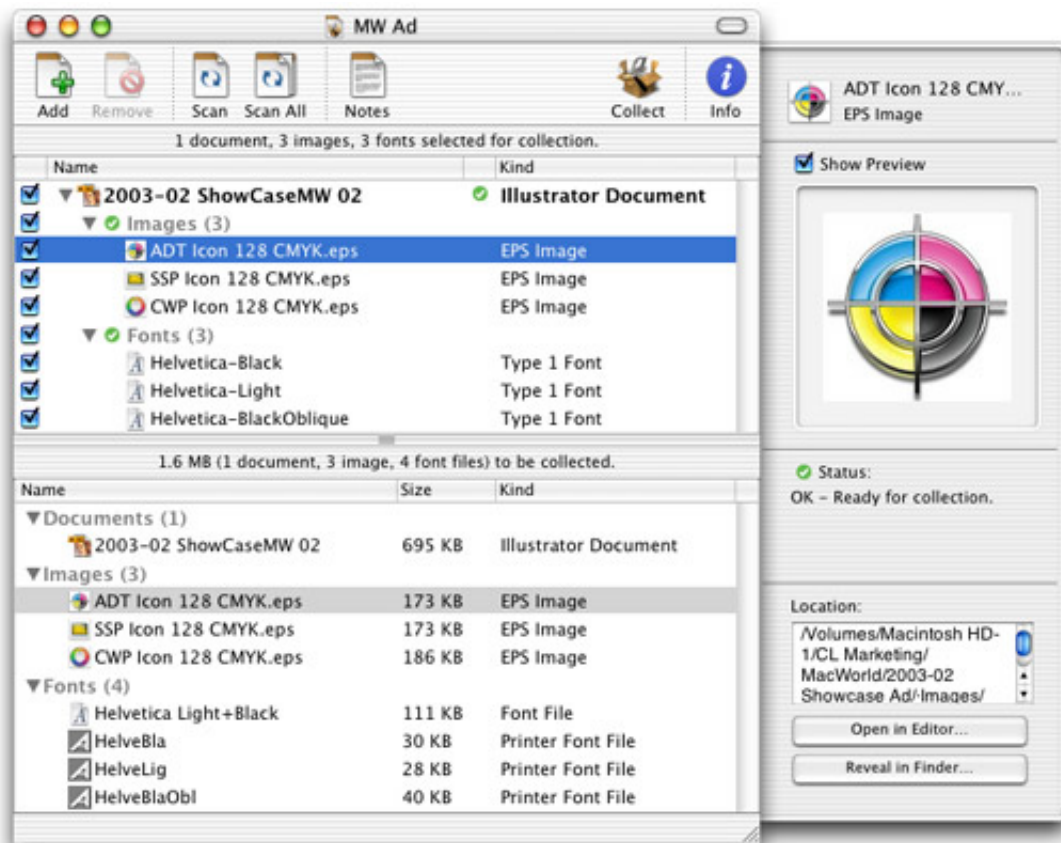 MW Ad
Add Remove Scan Scan All Notes Collect Info
1 document, 3 images, 3 fonts selected for collection.
Name Kind
2003-02 ShowCaseMW 02 Illustrator Document
Images (3)
ADT Icon 128 CMYK.eps EPS Image
SSP Icon 128 CMYK.eps EPS Image
CWP Icon 128 CMYK.eps EPS Image
Fonts (3)
Helvetica-Black Type 1 Font
Helvetica-Light Type 1 Font
Helvetica-BlackOblique Type 1 Font
1.6 MB (1 document, 3 image, 4 font files) to be collected.
Name Size Kind
Documents (1)
2003-02 ShowCaseMW 02 695 KB Illustrator Document
Images (3)
ADT Icon 128 CMYK.eps 173 KB EPS Image
SSP Icon 128 CMYK.eps 173 KB EPS Image
CWP Icon 128 CMYK.eps 186 KB EPS Image
Fonts (4)
Helvetica Light+Black 111 KB Font File
HelveBla 30 KB Printer Font File
HelveLig 28 KB Printer Font File
HelveBlaObl 40 KB Printer Font File
ADT Icon 128 CMY...
EPS Image
Show Preview
Status:
OK - Ready for collection.
Location:
/Volumes/Macintosh HD-
1/CL Marketing/
MacWorld/2003-02
Showcase Ad/-Images/
Open in Editor...
Reveal in Finder...